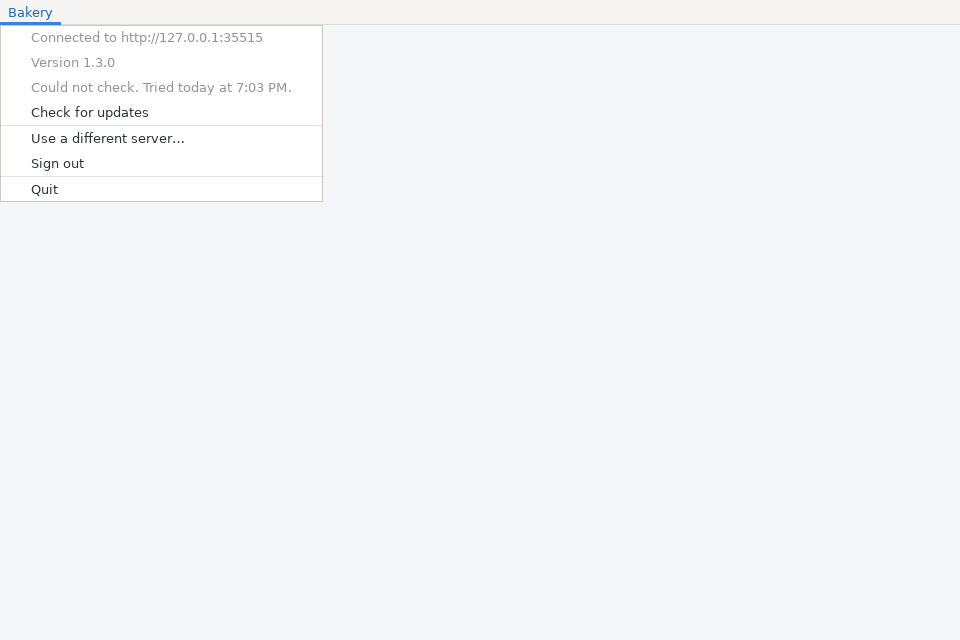 Bakery
Connected to http://127.0.0.1:35515
Version 1.3.0
Could not check. Tried today at 7:03 PM.
Check for updates
Use a different server...
Sign out
Quit